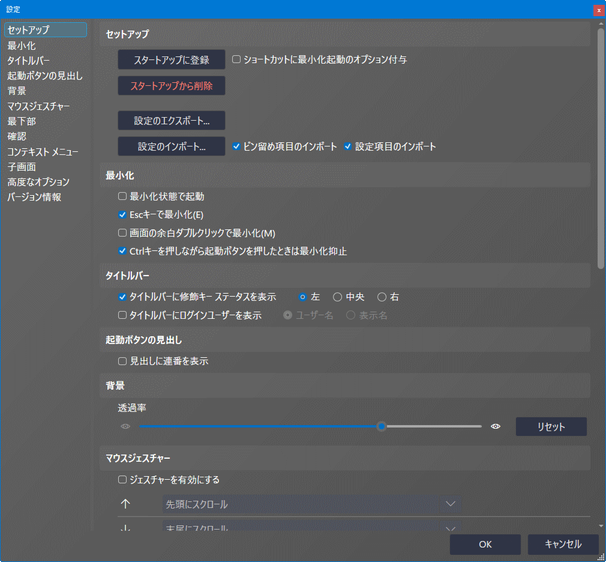 設定
セットアップ
最小化
タイトルバー
起動ボタンの見出し
背景
マウスジェスチャー
最下部
確認
コンテキスト メニュー
子画面
高度なオプション
バージョン情報
セットアップ
スタートアップに登録
ショートカットに最小化起動のオプション付与
スタートアップから削除
設定のエクスポート...
設定のインポート...
ピン留め項目のインポート
設定項目のインポート
最小化
最小化状態で起動
Escキーで最小化(E)
画面の余白ダブルクリックで最小化(M)
Ctrlキーを押しながら起動ボタンを押したときは最小化抑止
タイトルバー
タイトルバーに修飾キー ステータスを表示
左
中央
右
タイトルバーにログインユーザーを表示
ユーザー名
表示名
起動ボタンの見出し
見出しに連番を表示
背景
透過率
リセット
マウスジェスチャー
ジェスチャーを有効にする
↑
先頭にスクロール
↓
末尾にスクロール
OK
キャンセル